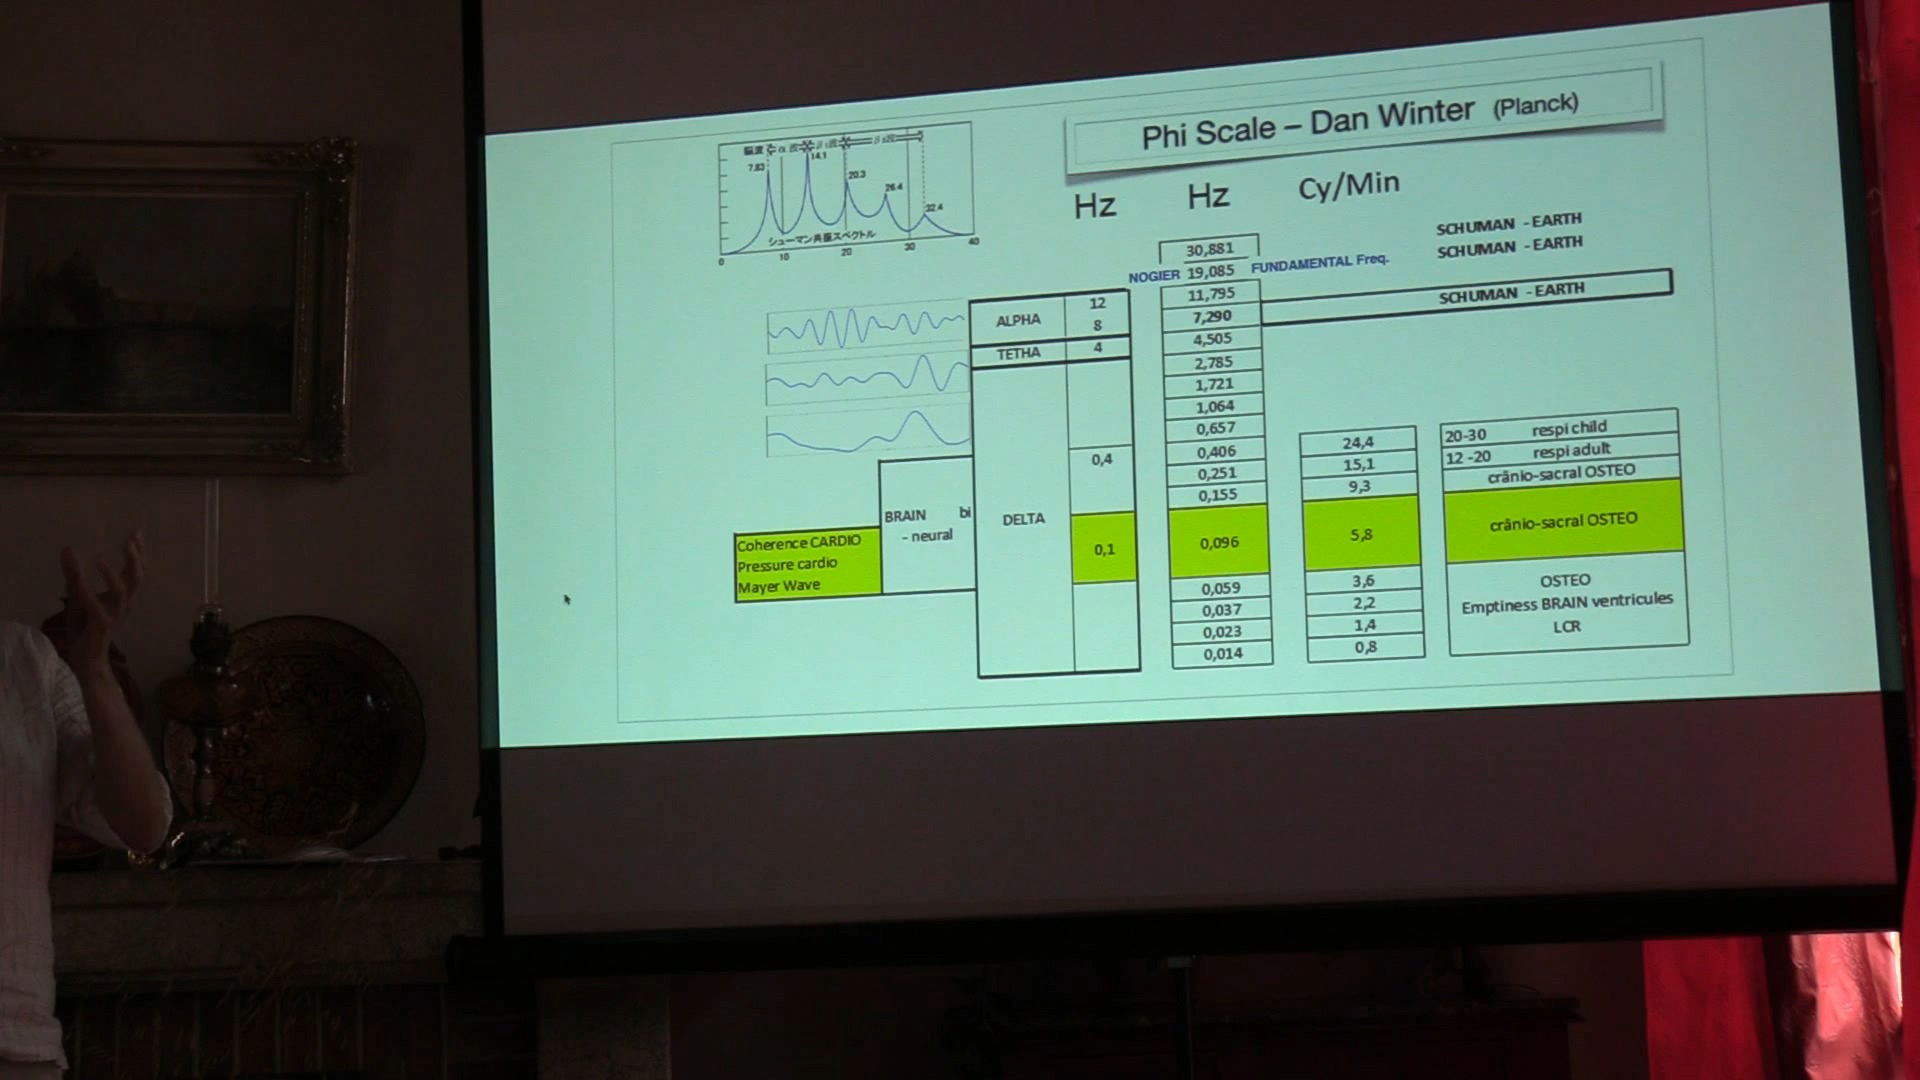 Phi Scale – Dan Winter (Planck)
脳波 α 波
7.83
14.1
20.3
26.4
32.4
シューマン共振スペクトル
0
10
20
30
40
Hz
Hz
Cy/Min
SCHUMAN - EARTH
SCHUMAN - EARTH
SCHUMAN - EARTH
30,881
NOGIER 19,085 FUNDAMENTAL Freq.
11,795
7,290
4,505
2,785
1,721
1,064
0,657
0,406
0,251
0,155
0,096
0,059
0,037
0,023
0,014
ALPHA
12
8
TETHA
4
DELTA
0,4
0,1
BRAIN bi
- neural
Coherence CARDIO
Pressure cardio
Mayer Wave
24,4
15,1
9,3
5,8
3,6
2,2
1,4
0,8
20-30 respi child
12 -20 respi adult
crânio-sacral OSTEO
crânio-sacral OSTEO
OSTEO
Emptiness BRAIN ventricules
LCR